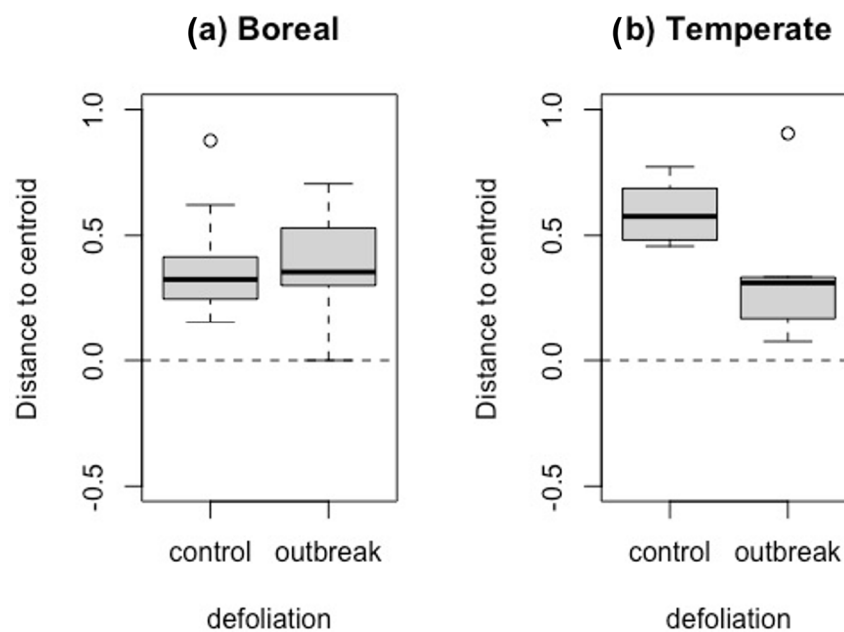 (a) Boreal
Distance to centroid
1.0
0.5
0.0
-0.5
control outbreak
defoliation
(b) Temperate
Distance to centroid
1.0
0.5
0.0
-0.5
control outbreak
defoliation